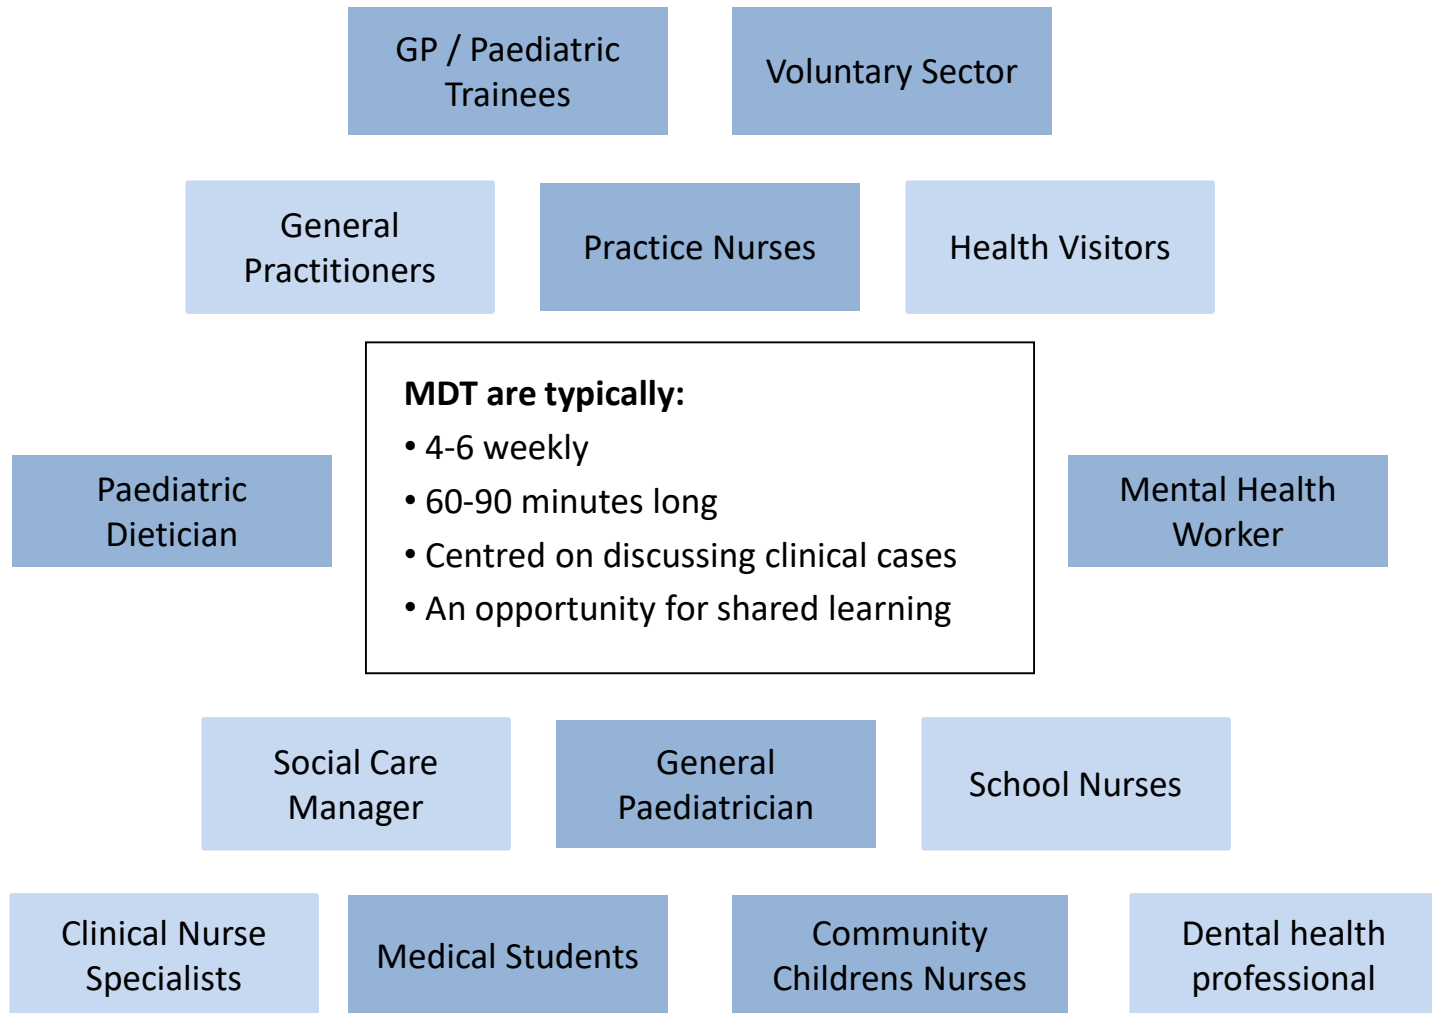 GP / Paediatric
Trainees
Voluntary Sector
General
Practitioners
Practice Nurses
Health Visitors
MDT are typically:
• 4-6 weekly
• 60-90 minutes long
• Centred on discussing clinical cases
• An opportunity for shared learning
Paediatric
Dietician
Mental Health
Worker
Social Care
Manager
General
Paediatrician
School Nurses
Clinical Nurse
Specialists
Medical Students
Community
Childrens Nurses
Dental health
professional